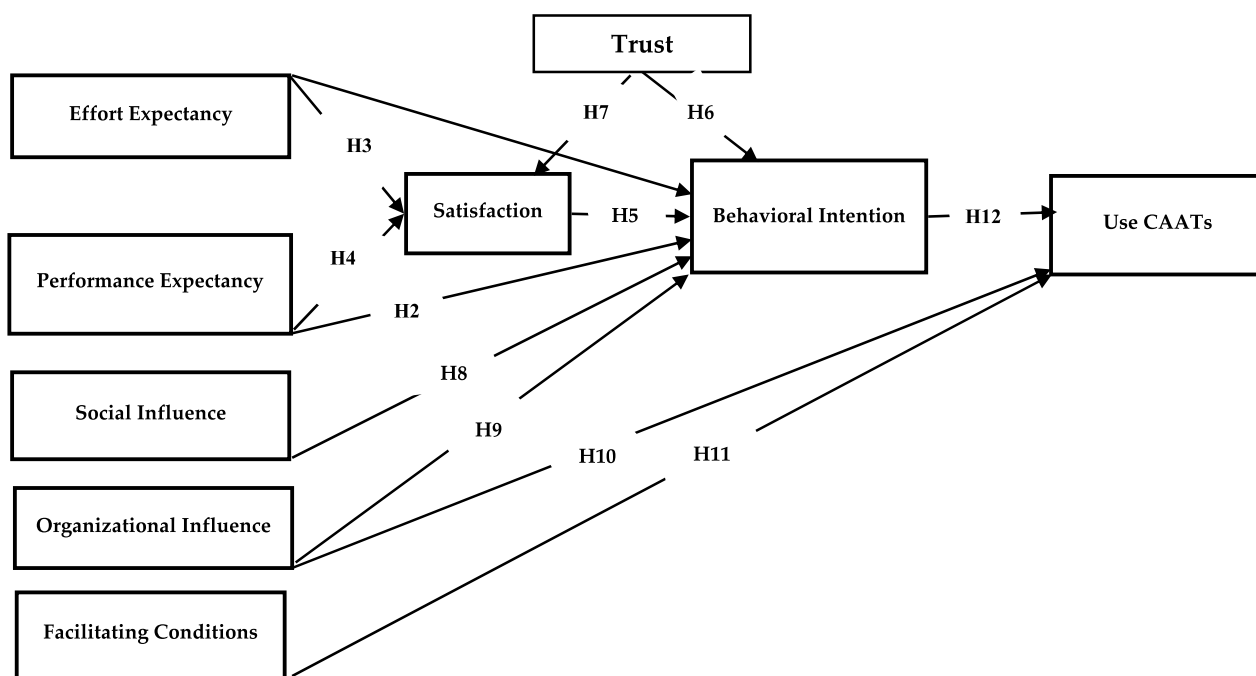 Trust
Effort Expectancy
H7
H6
H3
Satisfaction
H5
Behavioral Intention
H12
Use CAATs
H4
Performance Expectancy
H2
H8
Social Influence
H9
H10
H11
Organizational Influence
Facilitating Conditions